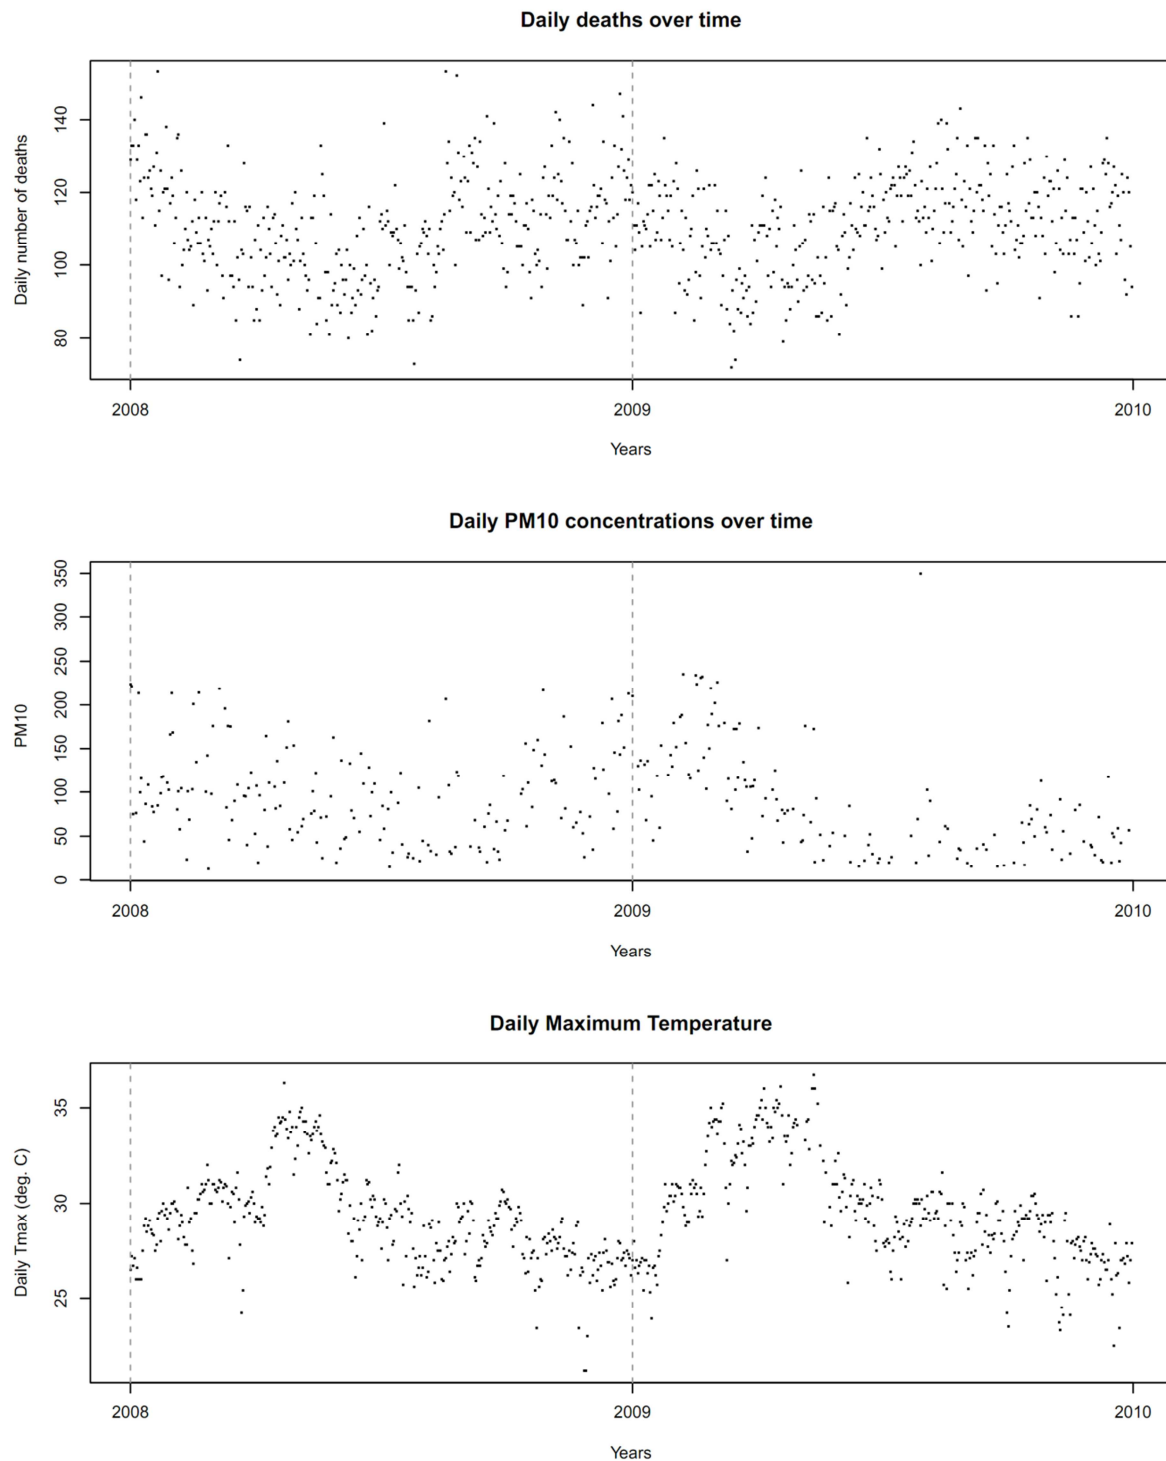 Daily deaths over time
Daily number of deaths
140
120
100
80
2008
2009
2010
Years
Daily PM10 concentrations over time
PM10
350
300
250
200
150
100
50
0
2008
2009
2010
Years
Daily Maximum Temperature
Daily Tmax (deg. C)
35
30
25
2008
2009
2010
Years